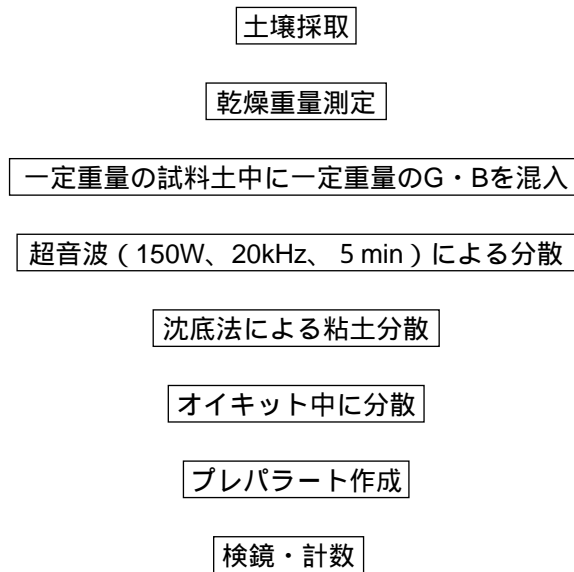 土壌採取
乾燥重量測定
一定重量の試料土中に一定重量のG・Bを混入
超音波（150W、20kHz、5 min）による分散
沈底法による粘土分散
オイキット中に分散
プレパラート作成
検鏡・計数